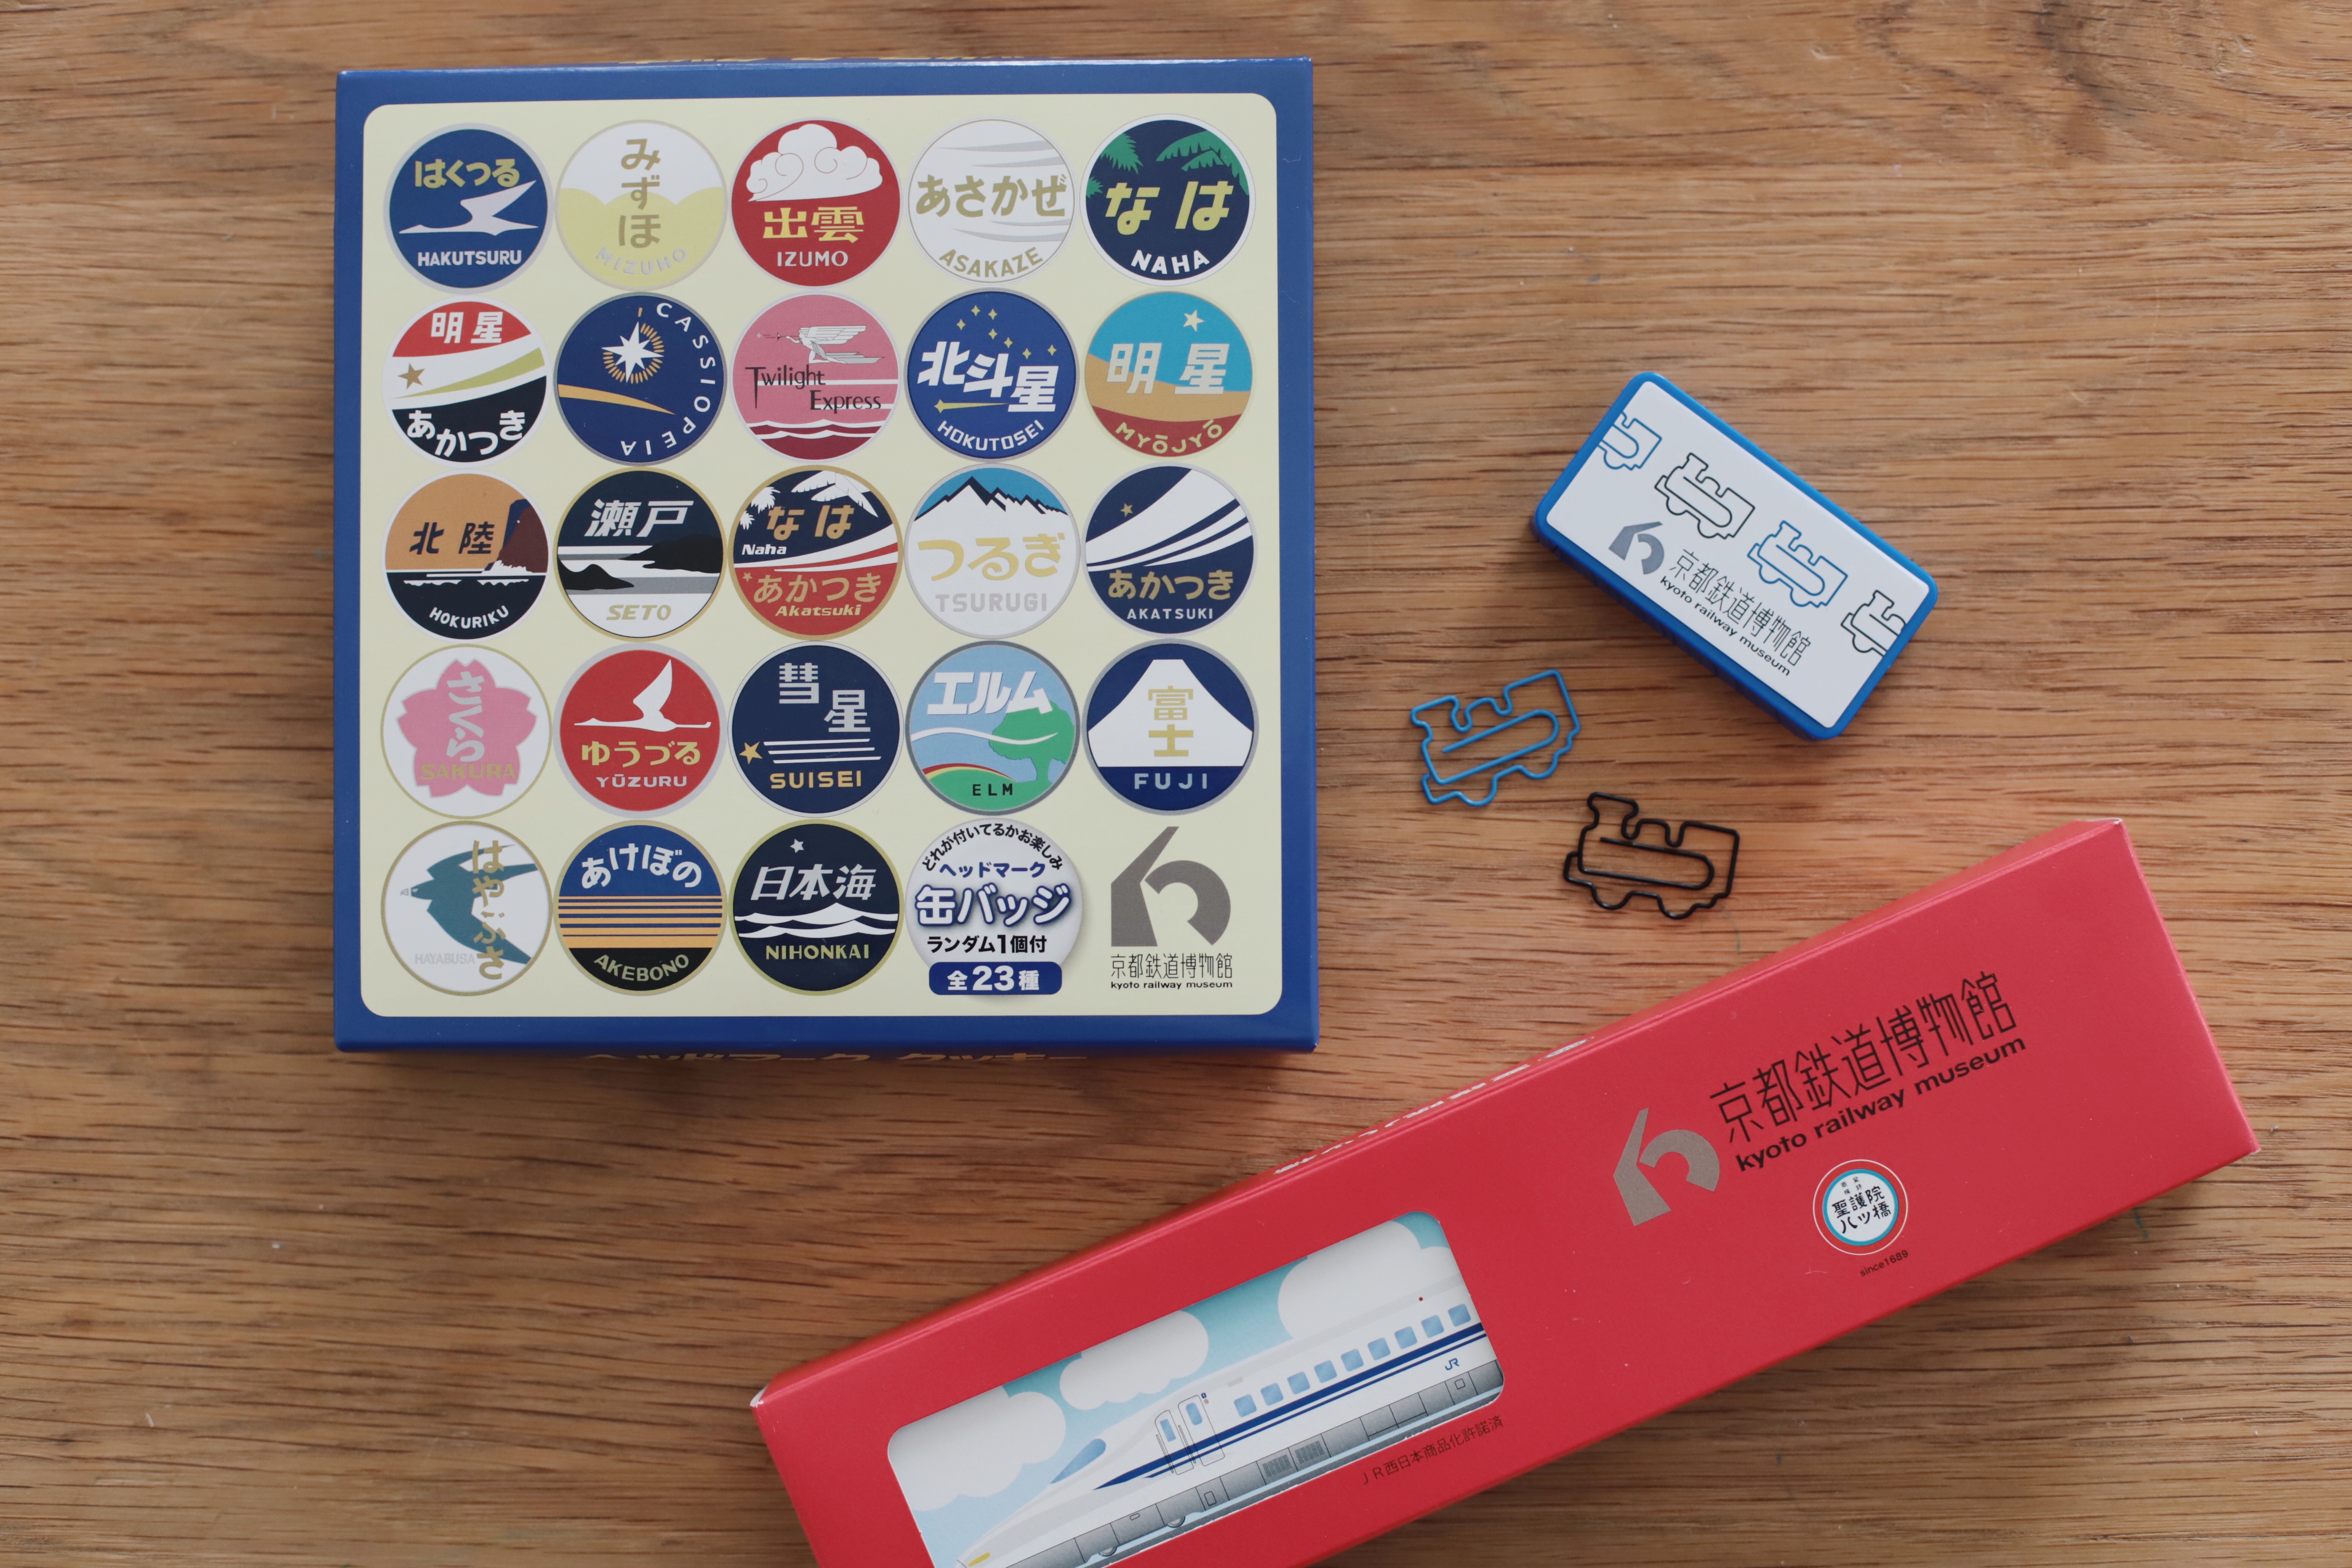 はくつる
HAKUTSURU
みずほ
MIZUHO
出雲
IZUMO
あさかぜ
ASAKAZE
なは
NAHA
明星
あかつき
CASSIOPEIA
Twilight
Express
北斗星
HOKUTOSEI
明星
MYŌJYŌ
北陸
HOKURIKU
瀬戸
SETO
なは
Naha
あかつき
Akatsuki
つるぎ
TSURUGI
あかつき
AKATSUKI
さくら
SAKURA
ゆうづる
YŪZURU
彗星
SUISEI
エルム
ELM
富士
FUJI
はやぶさ
HAYABUSA
あけぼの
AKEBONO
日本海
NIHONKAI
どれが付いてるかお楽しみ
ヘッドマーク
缶バッジ
ランダム1個付
全23種
京都鉄道博物館
kyoto railway museum
京都鉄道博物館
kyoto railway museum
京都鉄道博物館
kyoto railway museum
聖護院
八ッ橋
since1689
JR
JR西日本商品化許諾済